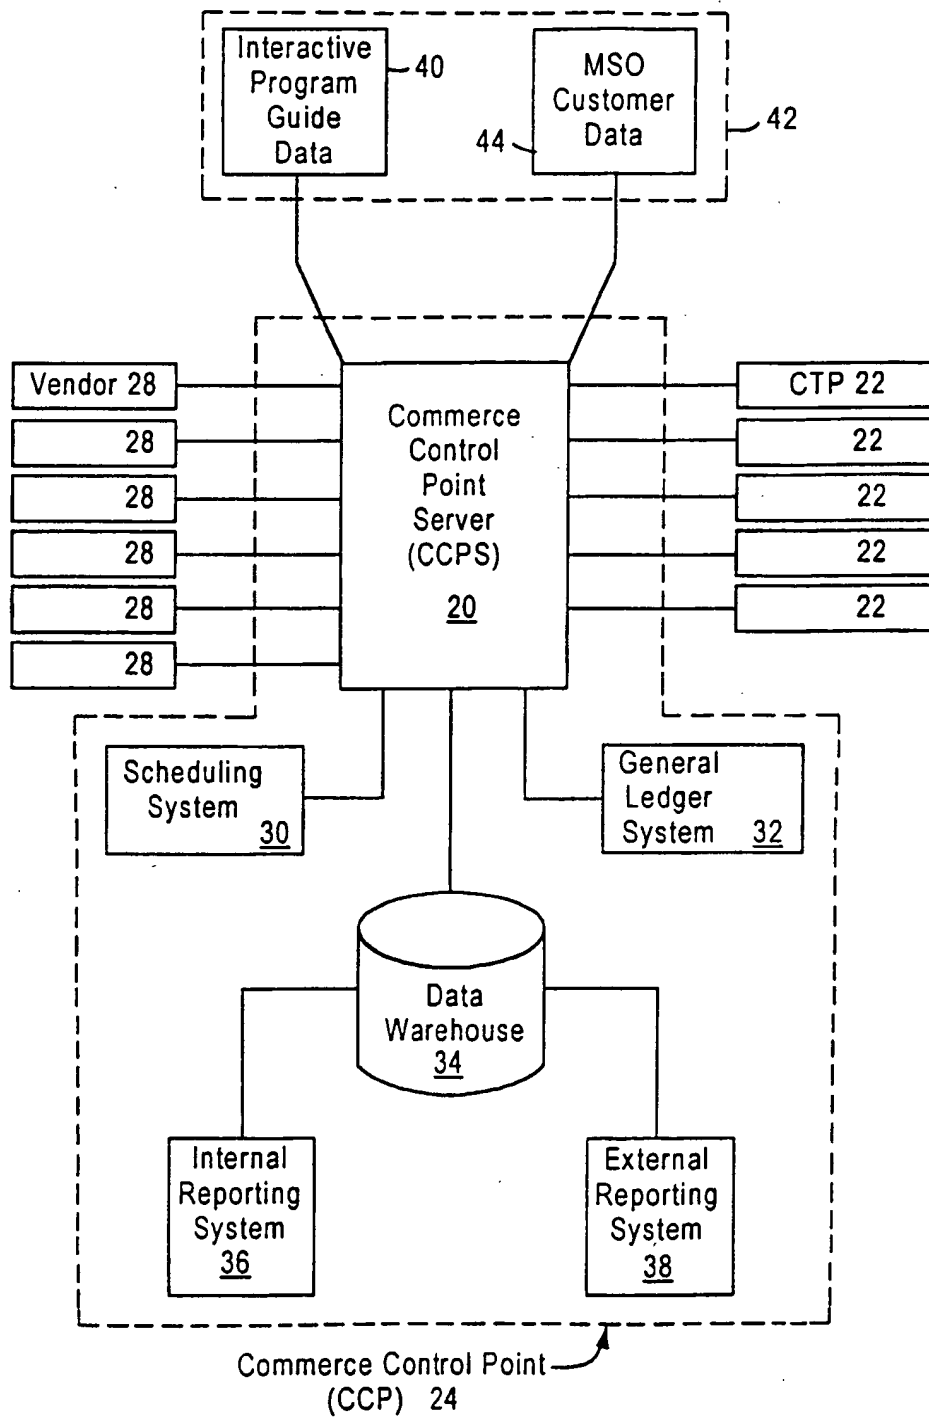 Interactive
Program
Guide
Data
40
MSO
Customer
Data
44
42
Vendor 28
28
28
28
28
28
Commerce
Control
Point
Server
(CCPS)
20
CTP 22
22
22
22
22
Scheduling
System
30
General
Ledger
System 32
Data
Warehouse
34
Internal
Reporting
System
36
External
Reporting
System
38
Commerce Control Point
(CCP) 24